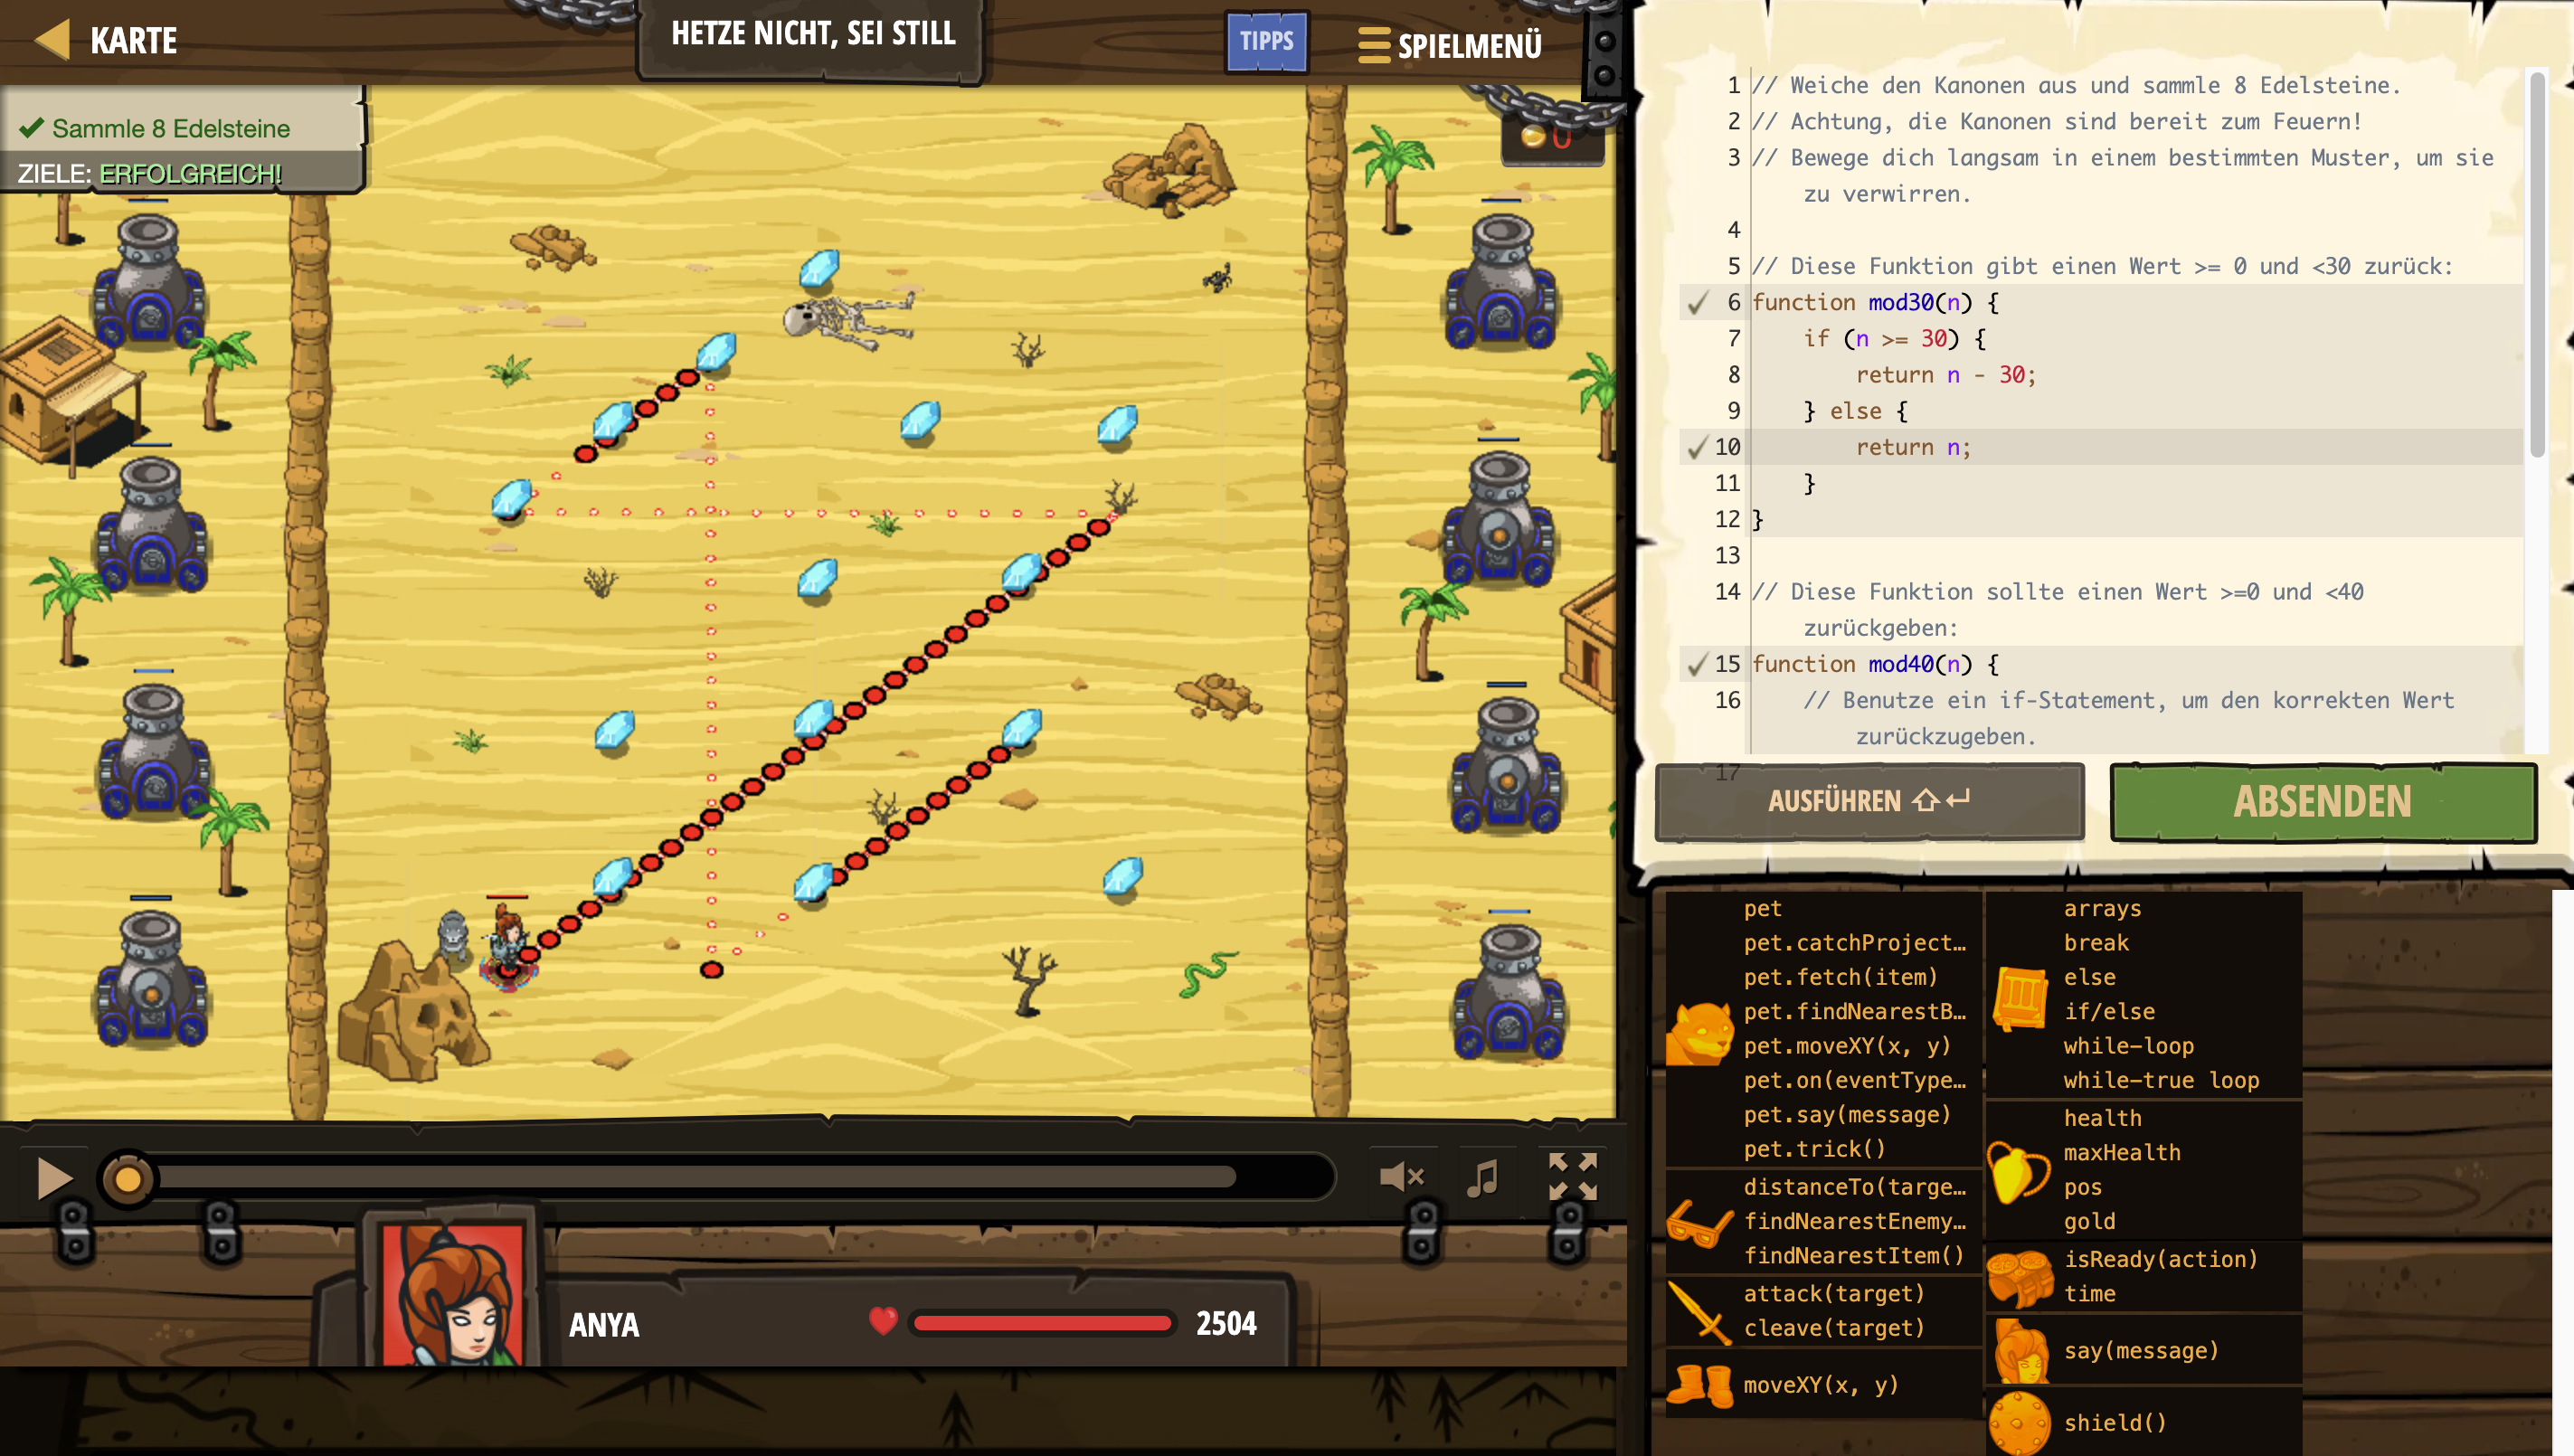 KARTE
HETZE NICHT, SEI STILL
TIPPS
SPIELMENÜ
Sammle 8 Edelsteine
ZIELE: ERFOLGREICH!
0
1 // Weiche den Kanonen aus und sammle 8 Edelsteine.
2 // Achtung, die Kanonen sind bereit zum Feuern!
3 // Bewege dich langsam in einem bestimmten Muster, um sie
zu verwirren.
4
5 // Diese Funktion gibt einen Wert >= 0 und <30 zurück:
6 function mod30(n) {
7 if (n >= 30) {
8 return n - 30;
9 } else {
10 return n;
11 }
12 }
13
14 // Diese Funktion sollte einen Wert >=0 und <40
zurückgeben:
15 function mod40(n) {
16 // Benutze ein if-Statement, um den korrekten Wert
zurückzugeben.
17
AUSFÜHREN
ABSENDEN
pet
pet.catchProject…
pet.fetch(item)
pet.findNearestB…
pet.moveXY(x, y)
pet.on(eventType…
pet.say(message)
pet.trick()
distanceTo(targe…
findNearestEnemy…
findNearestItem()
attack(target)
cleave(target)
moveXY(x, y)
arrays
break
else
if/else
while-loop
while-true loop
health
maxHealth
pos
gold
isReady(action)
time
say(message)
shield()
ANYA
2504